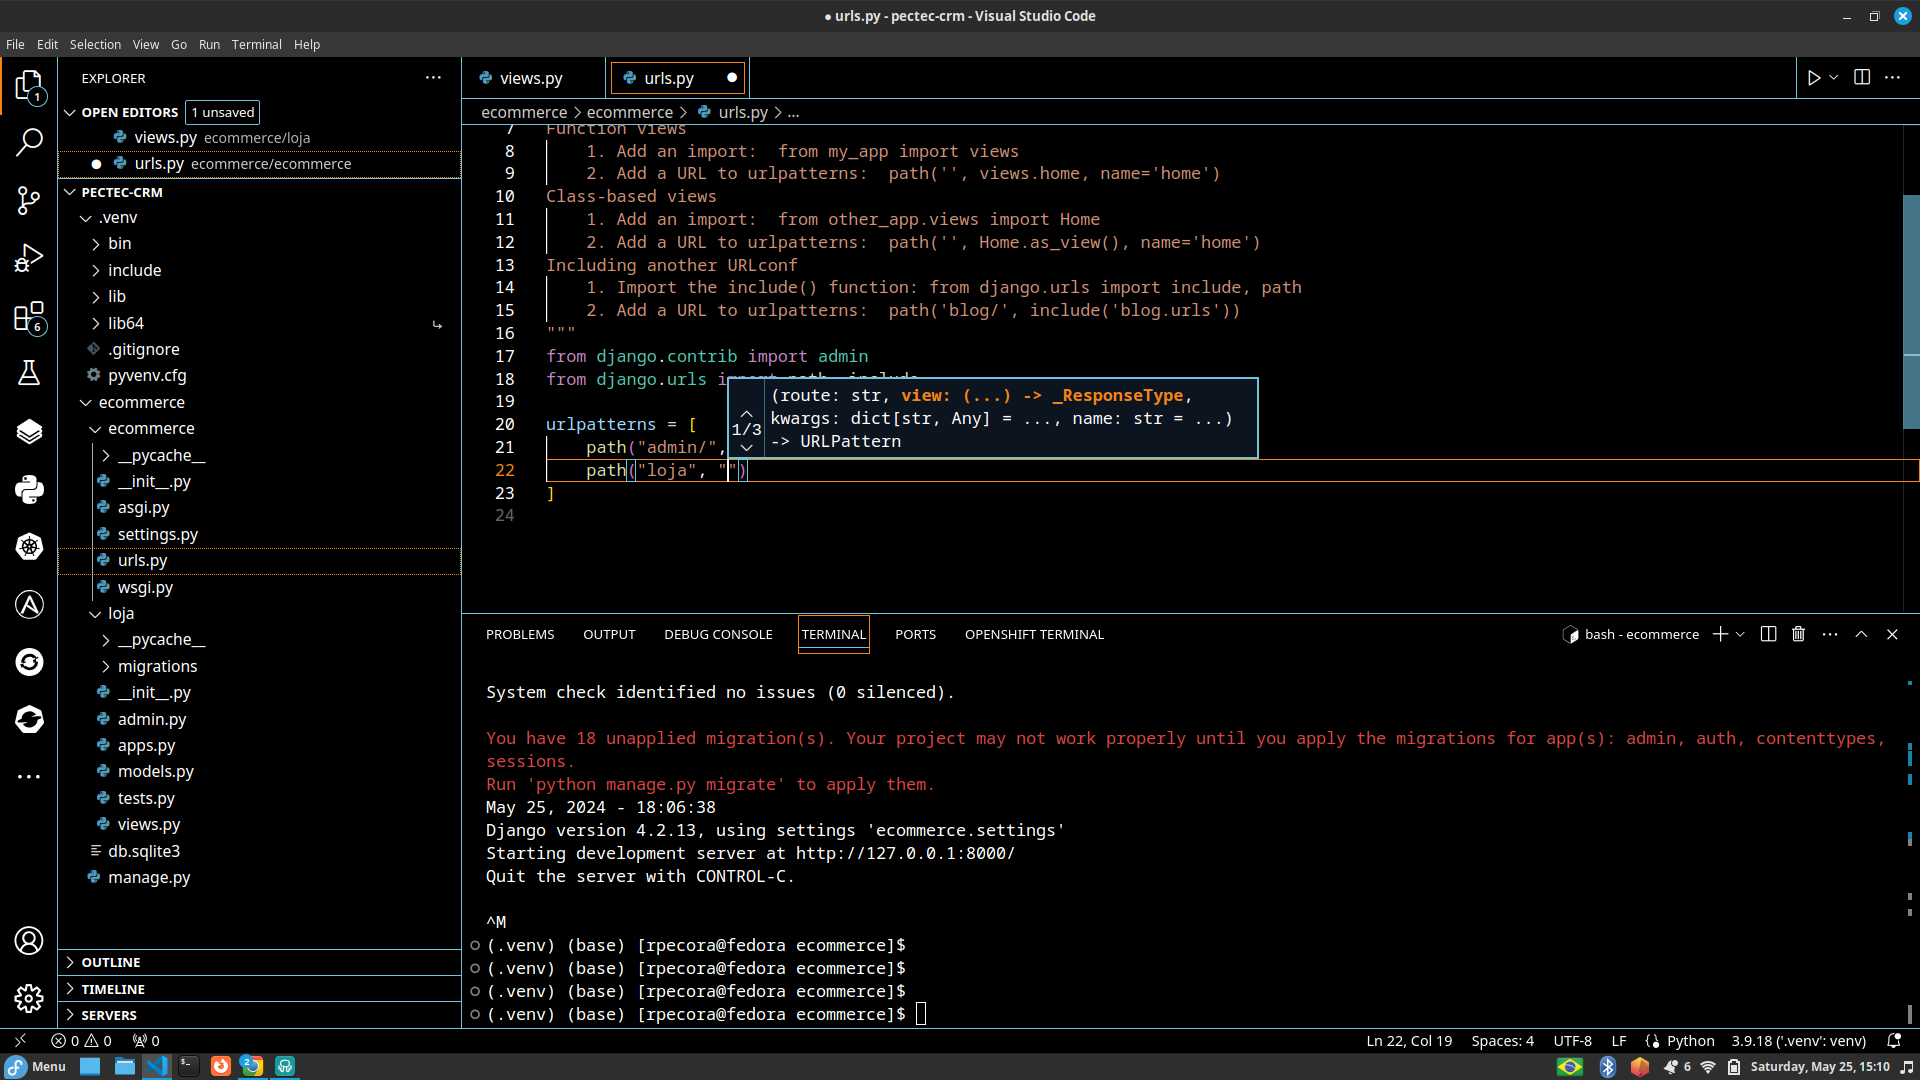 ● urls.py - pectec-crm - Visual Studio Code
File Edit Selection View Go Run Terminal Help
EXPLORER
OPEN EDITORS 1 unsaved
views.py ecommerce/loja
● urls.py ecommerce/ecommerce
PECTEC-CRM
.venv
bin
include
lib
lib64
.gitignore
pyvenv.cfg
ecommerce
ecommerce
__pycache__
__init__.py
asgi.py
settings.py
urls.py
wsgi.py
loja
__pycache__
migrations
__init__.py
admin.py
apps.py
models.py
tests.py
views.py
db.sqlite3
manage.py
OUTLINE
TIMELINE
SERVERS
1
6
views.py urls.py ●
ecommerce > ecommerce > urls.py > ...
7 Function views
8     1. Add an import:  from my_app import views
9     2. Add a URL to urlpatterns:  path('', views.home, name='home')
10 Class-based views
11     1. Add an import:  from other_app.views import Home
12     2. Add a URL to urlpatterns:  path('', Home.as_view(), name='home')
13 Including another URLconf
14     1. Import the include() function: from django.urls import include, path
15     2. Add a URL to urlpatterns:  path('blog/', include('blog.urls'))
16 """
17 from django.contrib import admin
18 from django.urls import path, include
19
20 urlpatterns = [
21     path("admin/",
22     path("loja", "")
23 ]
24
(route: str, view: (...) -> _ResponseType,
1/3 kwargs: dict[str, Any] = ..., name: str = ...)
-> URLPattern
PROBLEMS OUTPUT DEBUG CONSOLE TERMINAL PORTS OPENSHIFT TERMINAL
bash - ecommerce
System check identified no issues (0 silenced).
You have 18 unapplied migration(s). Your project may not work properly until you apply the migrations for app(s): admin, auth, contenttypes,
sessions.
Run 'python manage.py migrate' to apply them.
May 25, 2024 - 18:06:38
Django version 4.2.13, using settings 'ecommerce.settings'
Starting development server at http://127.0.0.1:8000/
Quit the server with CONTROL-C.
^M
(.venv) (base) [rpecora@fedora ecommerce]$
(.venv) (base) [rpecora@fedora ecommerce]$
(.venv) (base) [rpecora@fedora ecommerce]$
(.venv) (base) [rpecora@fedora ecommerce]$
0 0 0 Ln 22, Col 19 Spaces: 4 UTF-8 LF Python 3.9.18 ('.venv': venv)
Menu 2 6 Saturday, May 25, 15:10